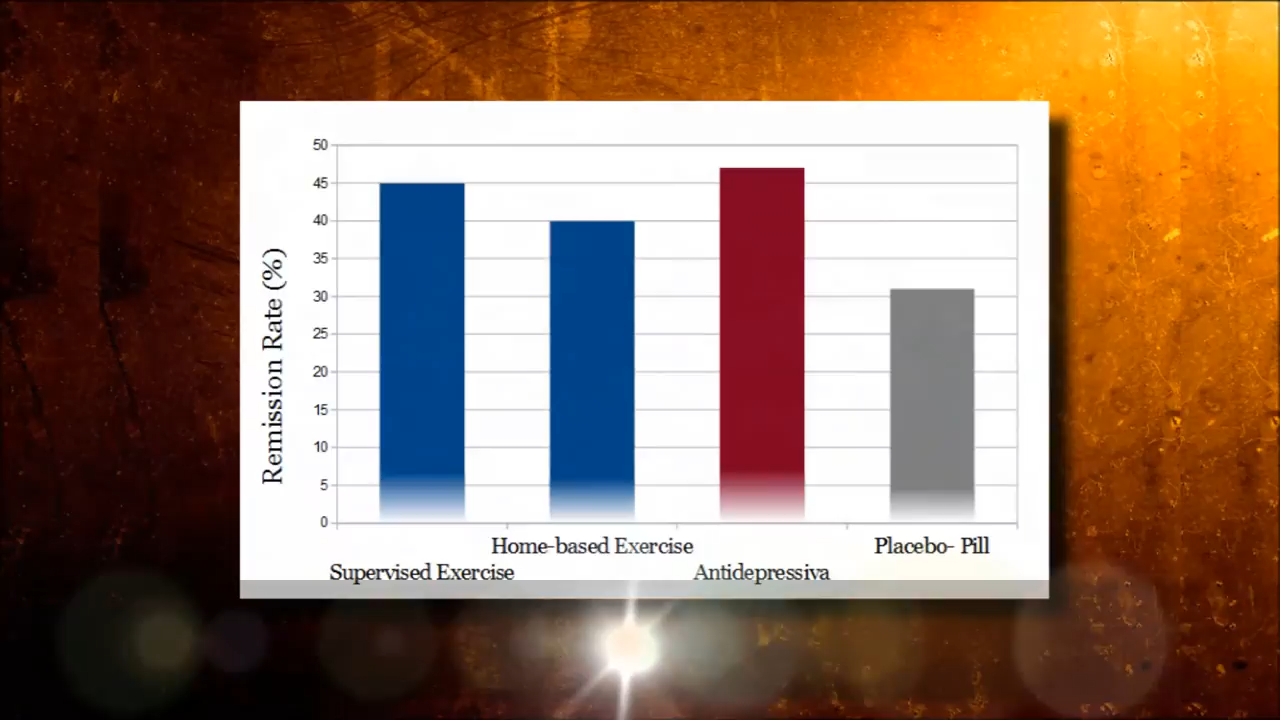 Remission Rate (%)
50
45
40
35
30
25
20
15
10
5
0
Home-based Exercise
Placebo- Pill
Supervised Exercise
Antidepressiva